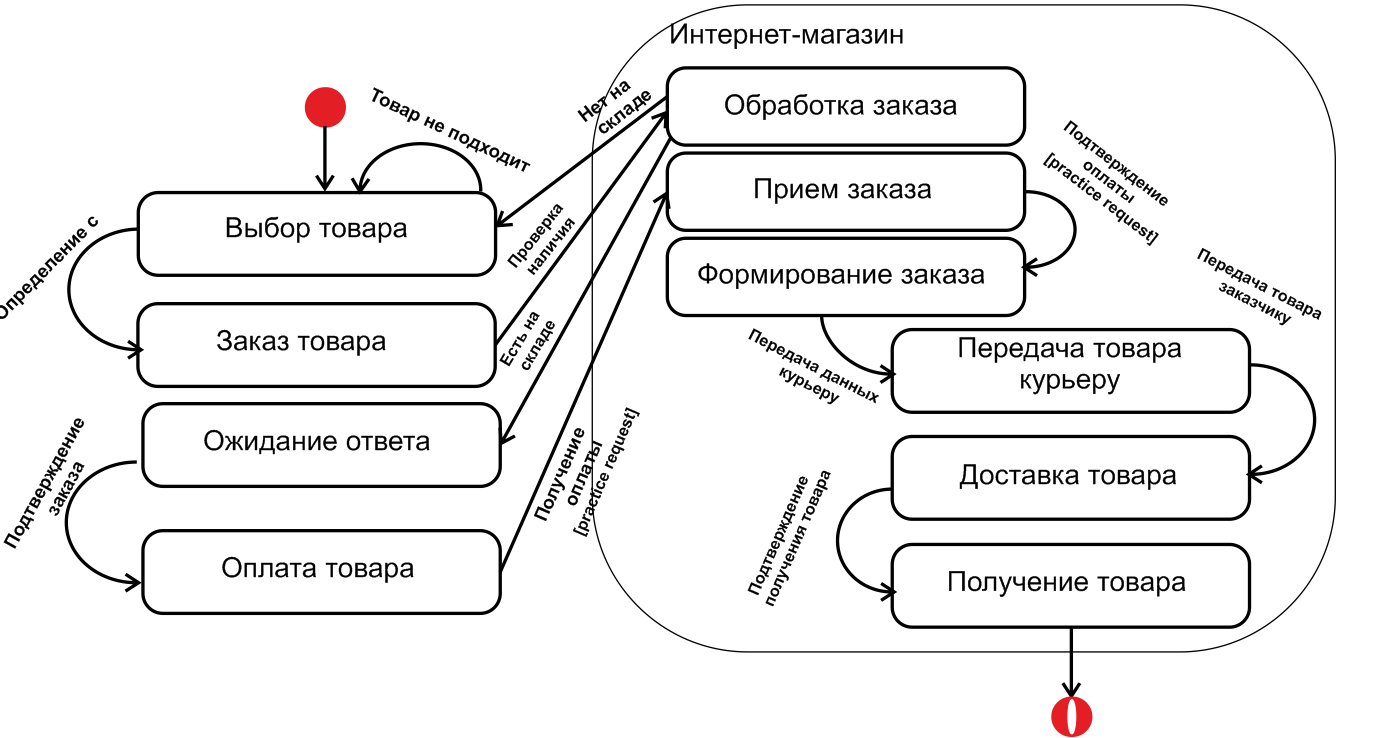 Интернет-магазин
Обработка заказа
Нет на
складе
Товар не подходит
Прием заказа
Подтверждение
оплаты
[practice request]
Выбор товара
Определение с
Проверка
наличия
Формирование заказа
Передача товара
заказчику
Заказ товара
Есть на
складе
Передача данных
курьеру
Передача товара
курьеру
Ожидание ответа
Подтверждение
заказа
Получение
оплаты
[practice request]
Доставка товара
Подтверждение
получения товара
Оплата товара
Получение товара